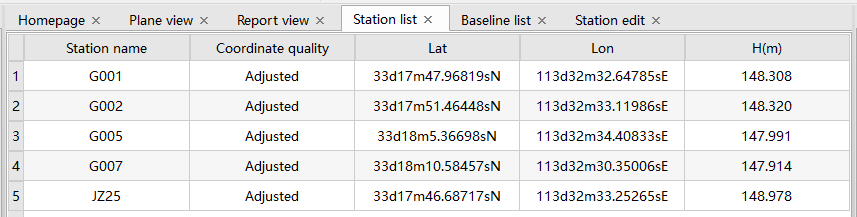 Homepage × Plane view × Report view × Station list × Baseline list × Station edit ×
Station name Coordinate quality Lat Lon H(m)
1 G001 Adjusted 33d17m47.96819sN 113d32m32.64785sE 148.308
2 G002 Adjusted 33d17m51.46448sN 113d32m33.11986sE 148.320
3 G005 Adjusted 33d18m5.36698sN 113d32m34.40833sE 147.991
4 G007 Adjusted 33d18m10.58457sN 113d32m30.35006sE 147.914
5 JZ25 Adjusted 33d17m46.68717sN 113d32m33.25265sE 148.978